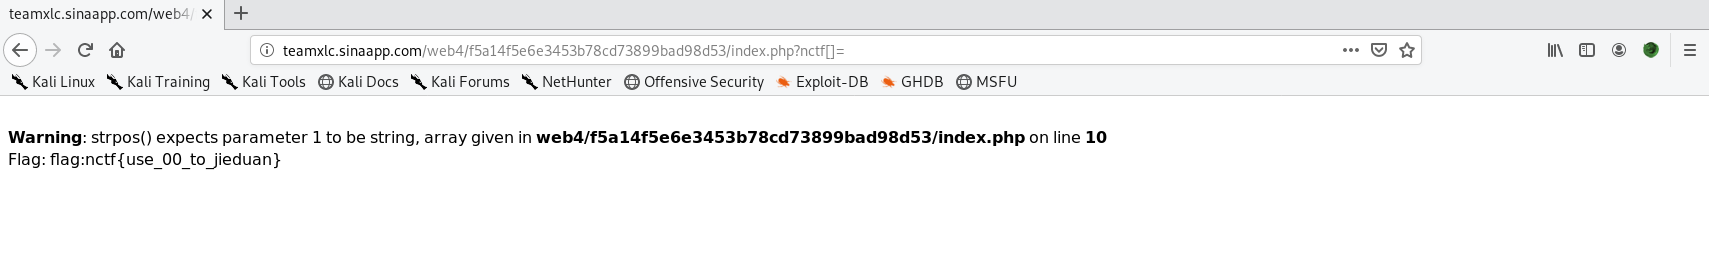 teamxlc.sinaapp.com/web4/
teamxlc.sinaapp.com/web4/f5a14f5e6e3453b78cd73899bad98d53/index.php?nctf[]=
Kali Linux Kali Training Kali Tools Kali Docs Kali Forums NetHunter Offensive Security Exploit-DB GHDB MSFU
Warning: strpos() expects parameter 1 to be string, array given in web4/f5a14f5e6e3453b78cd73899bad98d53/index.php on line 10
Flag: flag:nctf{use_00_to_jieduan}